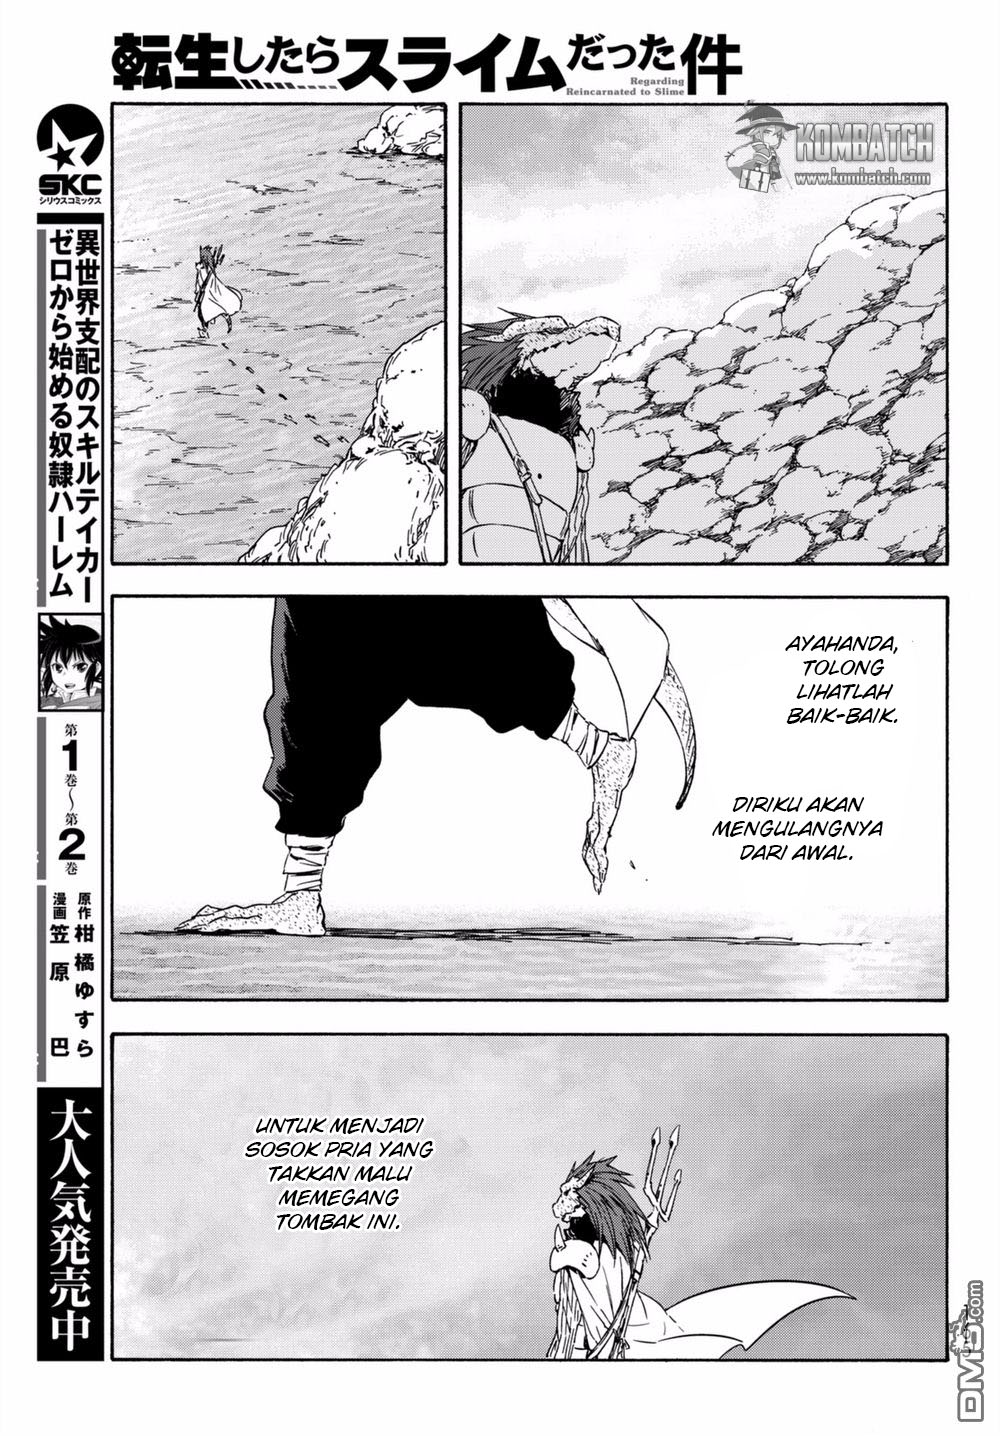 転生したらスライムだった件
Regarding
Reincarnated to Slime
KOMBATCH
www.kombatch.com
SKC
シリウスコミックス
異世界支配のスキルテイカー
ゼロから始める奴隷ハーレム
第1巻～第2巻
原作 柑橘ゆすら
漫画 笠原 巴
大人気発売中
AYAHANDA,
TOLONG
LIHATLAH
BAIK-BAIK.
DIRIKU AKAN
MENGULANGNYA
DARI AWAL.
UNTUK MENJADI
SOSOK PRIA YANG
TAKKAN MALU
MEMEGANG
TOMBAK INI.
DM5.com